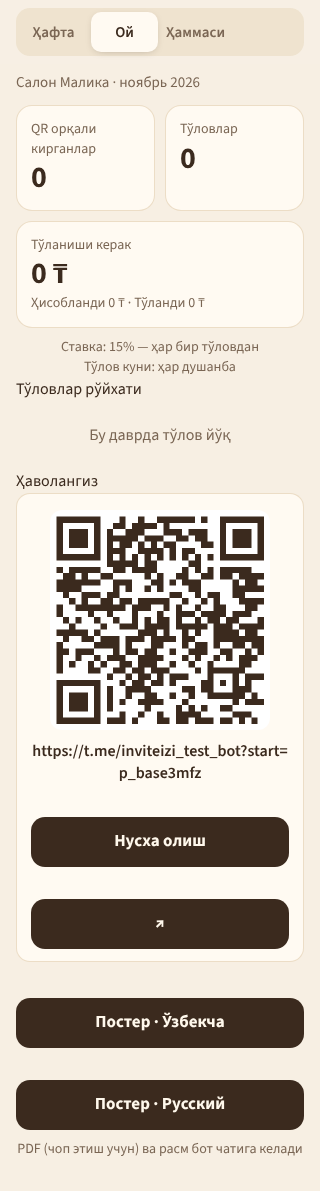 Ҳафта Ой Ҳаммаси
Салон Малика · ноябрь 2026
QR орқали
кирганлар
0
Тўловлар
0
Тўланиши керак
0 ₸
Ҳисобланди 0 ₸ · Тўланди 0 ₸
Ставка: 15% — ҳар бир тўловдан
Тўлов куни: ҳар душанба
Тўловлар рўйхати
Бу даврда тўлов йўқ
Ҳаволангиз
https://t.me/inviteizi_test_bot?start=
p_base3mfz
Нусха олиш
↗
Постер · Ўзбекча
Постер · Русский
PDF (чоп этиш учун) ва расм бот чатига келади